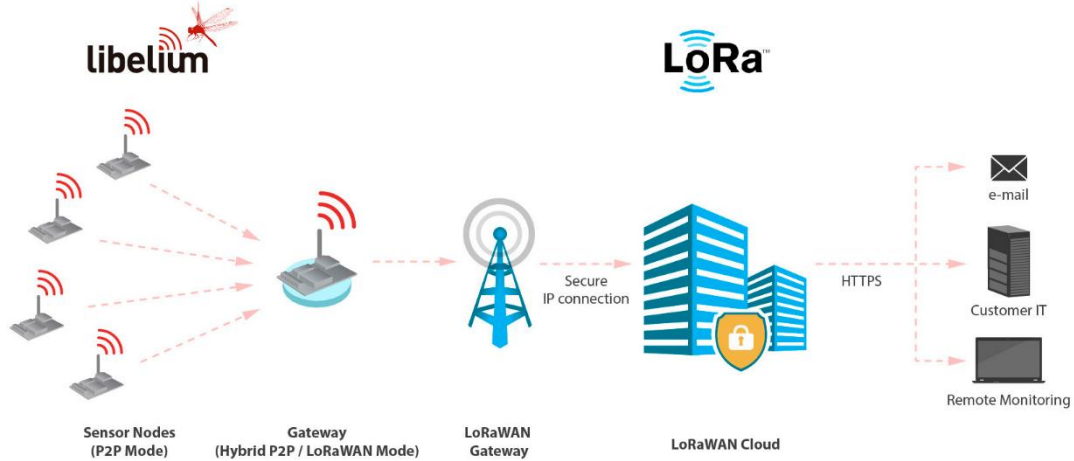 libelium
LoRa™
e-mail
Secure
IP connection
HTTPS
Customer IT
Remote Monitoring
Sensor Nodes
(P2P Mode)
Gateway
(Hybrid P2P / LoRaWAN Mode)
LoRaWAN
Gateway
LoRaWAN Cloud